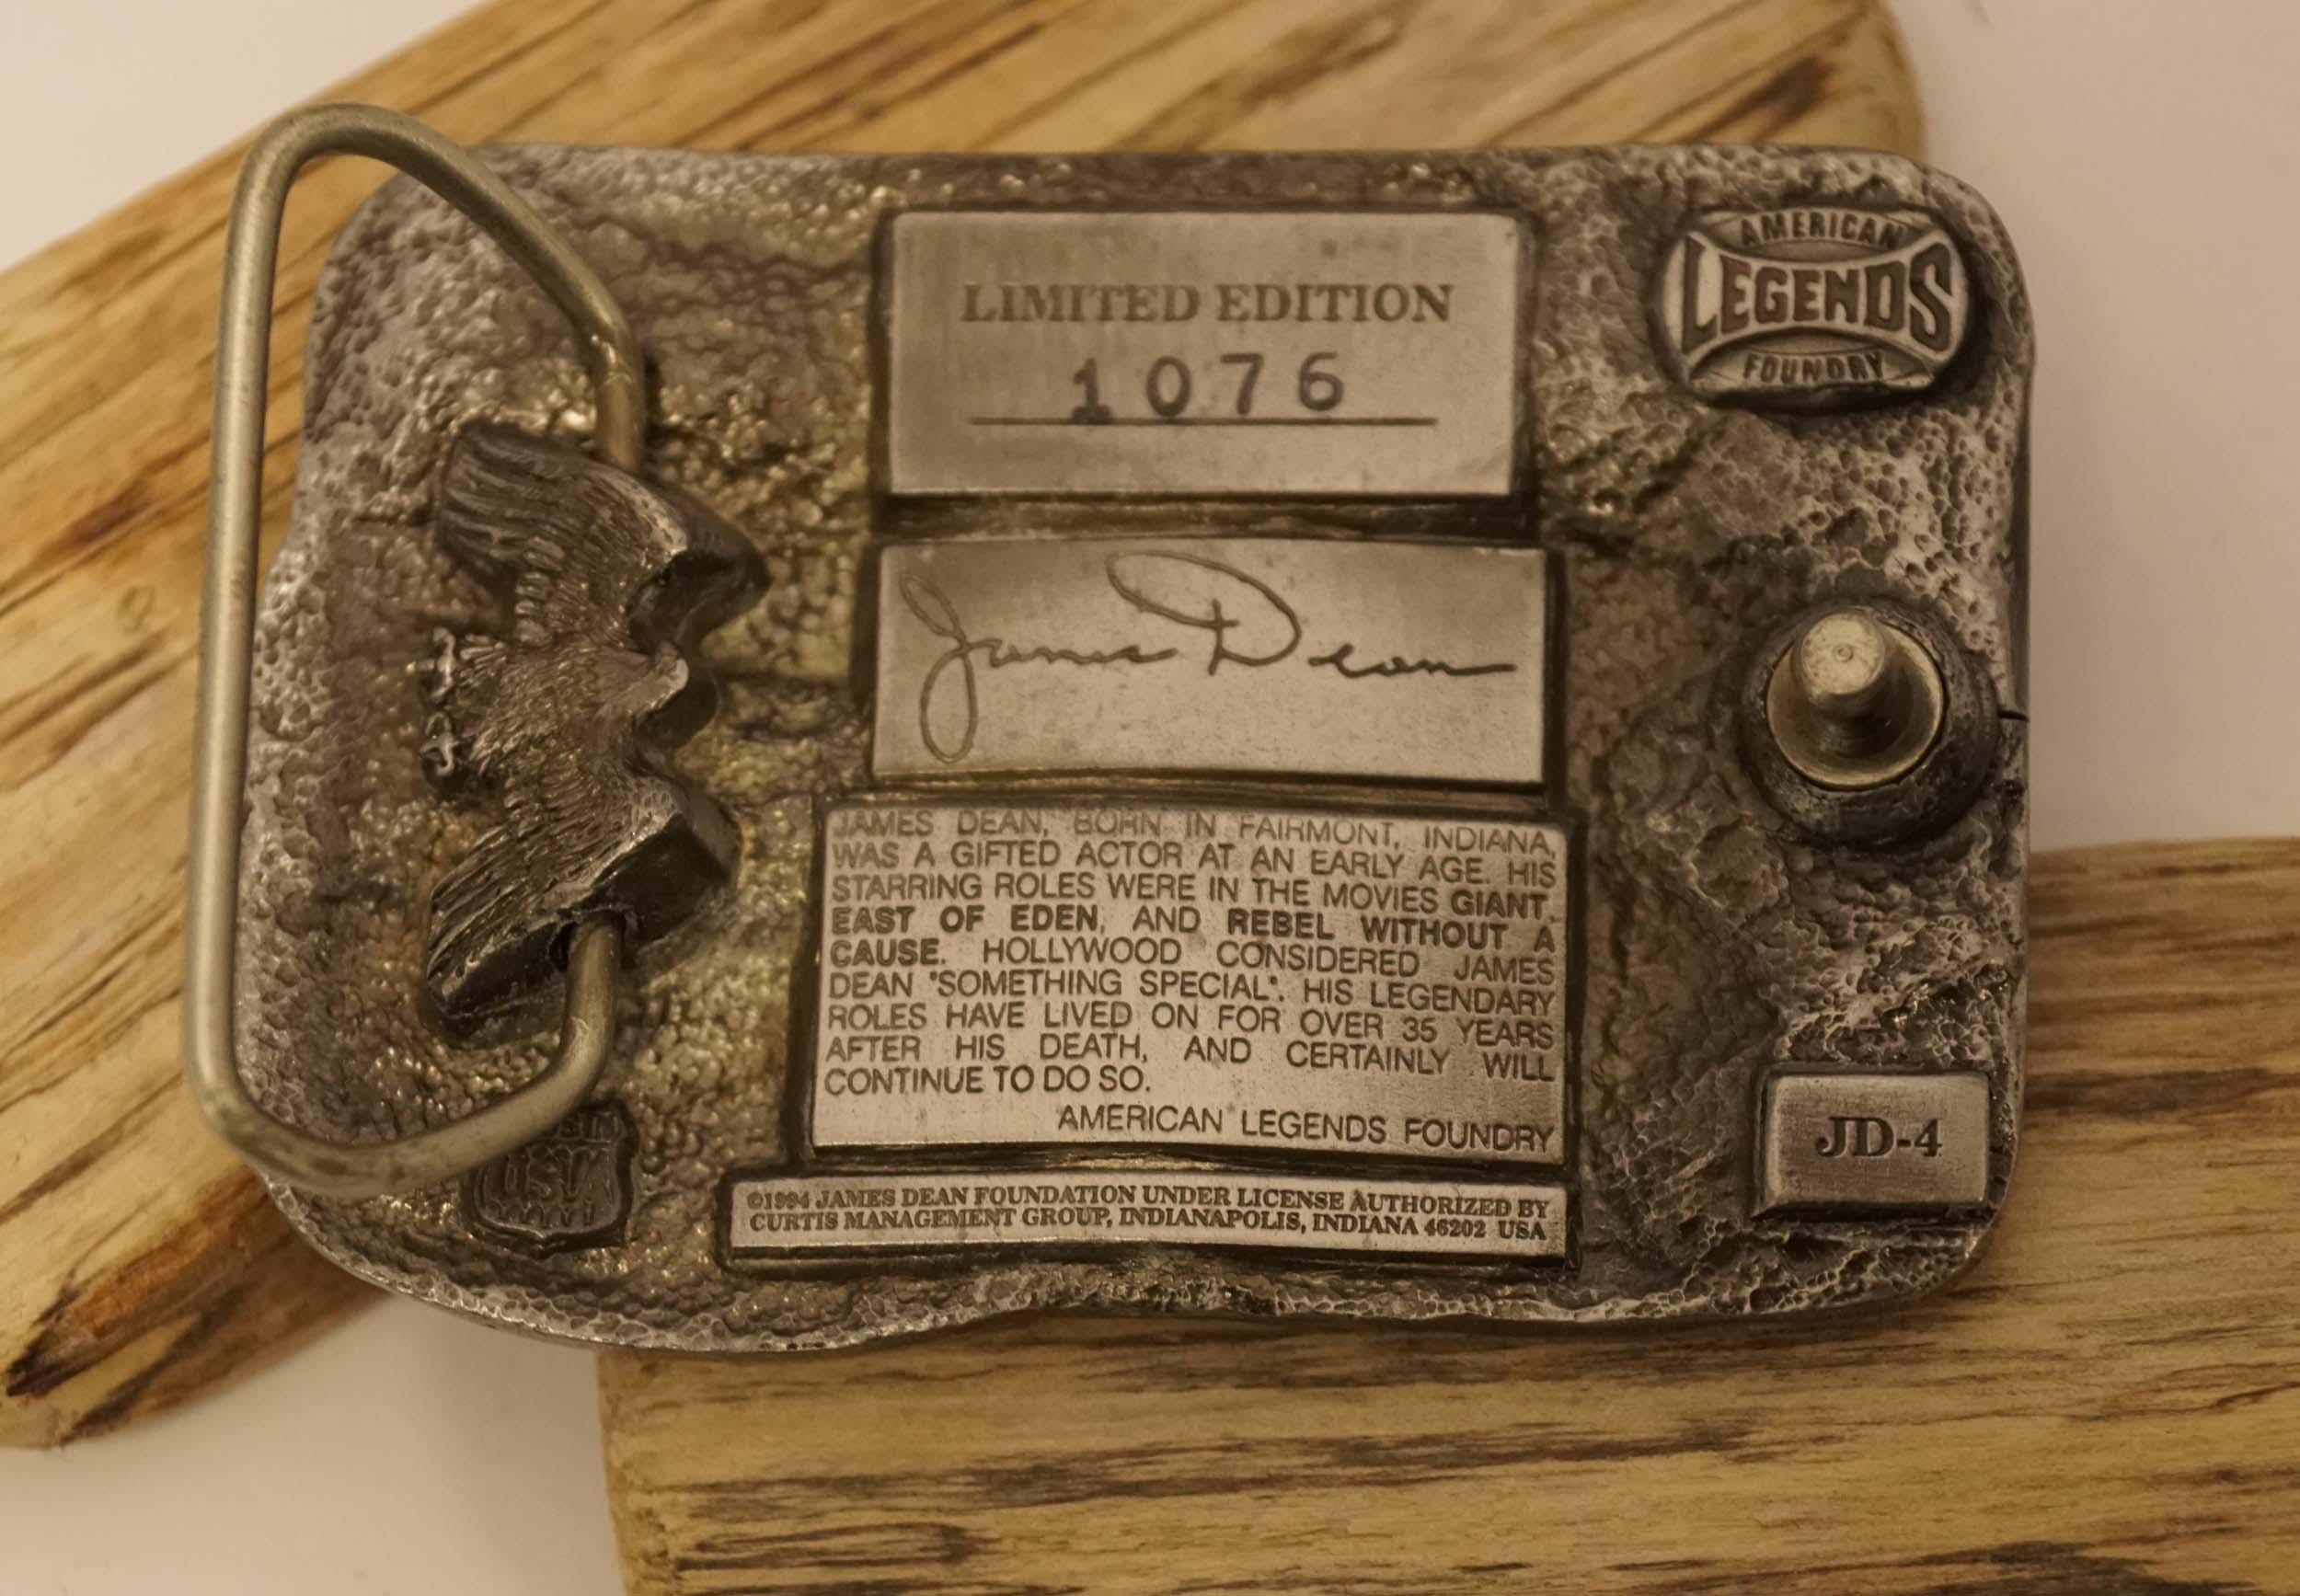 LIMITED EDITION
1076
AMERICAN
LEGENDS
FOUNDRY
James Dean
JAMES DEAN, BORN IN FAIRMONT, INDIANA,
WAS A GIFTED ACTOR AT AN EARLY AGE. HIS
STARRING ROLES WERE IN THE MOVIES GIANT,
EAST OF EDEN, AND REBEL WITHOUT A
CAUSE. HOLLYWOOD CONSIDERED JAMES
DEAN "SOMETHING SPECIAL". HIS LEGENDARY
ROLES HAVE LIVED ON FOR OVER 35 YEARS
AFTER HIS DEATH, AND CERTAINLY WILL
CONTINUE TO DO SO.
AMERICAN LEGENDS FOUNDRY
JD-4
©1994 JAMES DEAN FOUNDATION UNDER LICENSE AUTHORIZED BY
CURTIS MANAGEMENT GROUP, INDIANAPOLIS, INDIANA 46202 USA